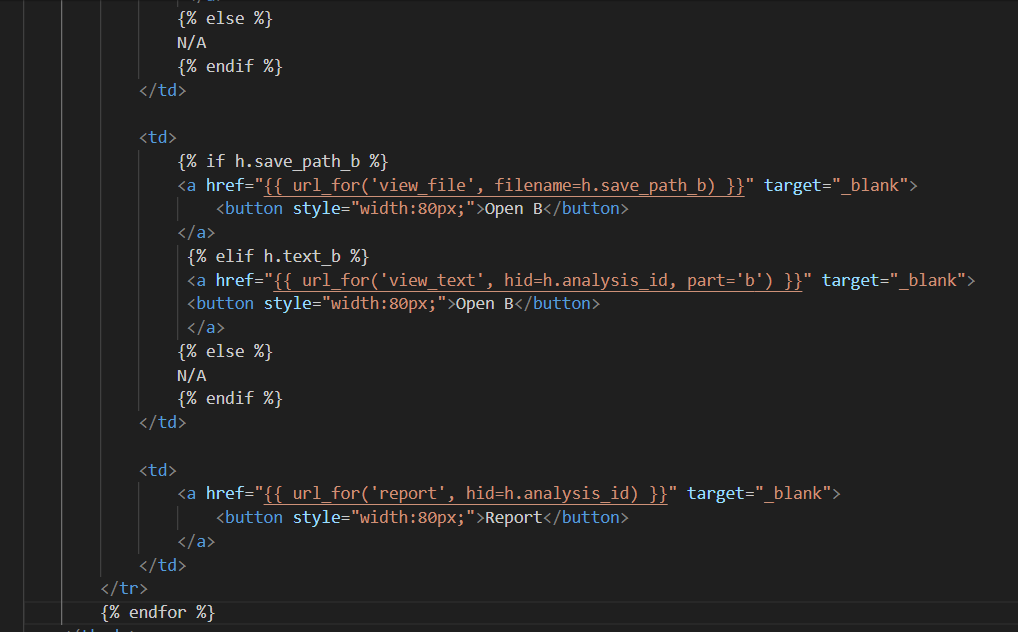 {% else %}
N/A
{% endif %}
</td>
<td>
{% if h.save_path_b %}
<a href="{{ url_for('view_file', filename=h.save_path_b) }}" target="_blank">
<button style="width:80px;">Open B</button>
</a>
{% elif h.text_b %}
<a href="{{ url_for('view_text', hid=h.analysis_id, part='b') }}" target="_blank">
<button style="width:80px;">Open B</button>
</a>
{% else %}
N/A
{% endif %}
</td>
<td>
<a href="{{ url_for('report', hid=h.analysis_id) }}" target="_blank">
<button style="width:80px;">Report</button>
</a>
</td>
</tr>
{% endfor %}